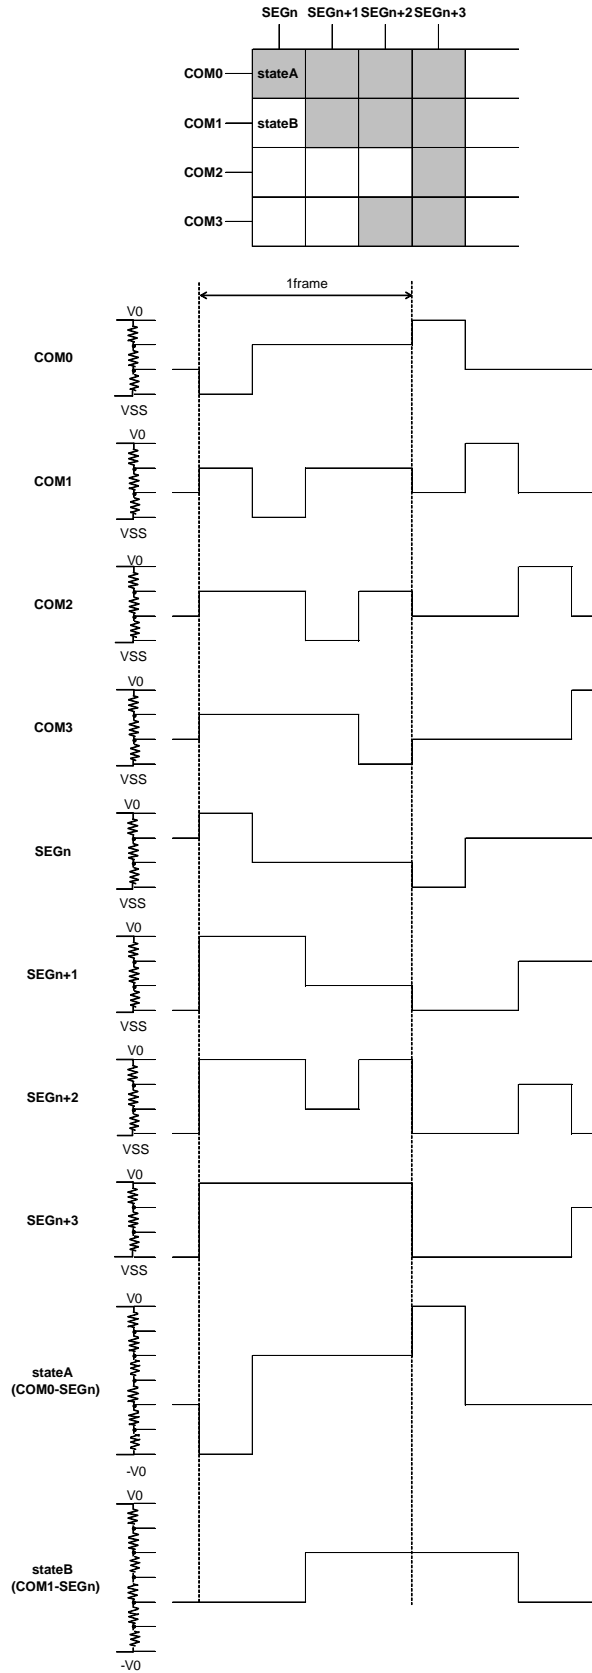 SEGn SEGn+1 SEGn+2 SEGn+3
COM0 stateA
COM1 stateB
COM2
COM3
1frame
V0
COM0
VSS
V0
COM1
VSS
V0
COM2
VSS
V0
COM3
VSS
V0
SEGn
VSS
V0
SEGn+1
VSS
V0
SEGn+2
VSS
V0
SEGn+3
VSS
V0
stateA
(COM0-SEGn)
-V0
V0
stateB
(COM1-SEGn)
-V0